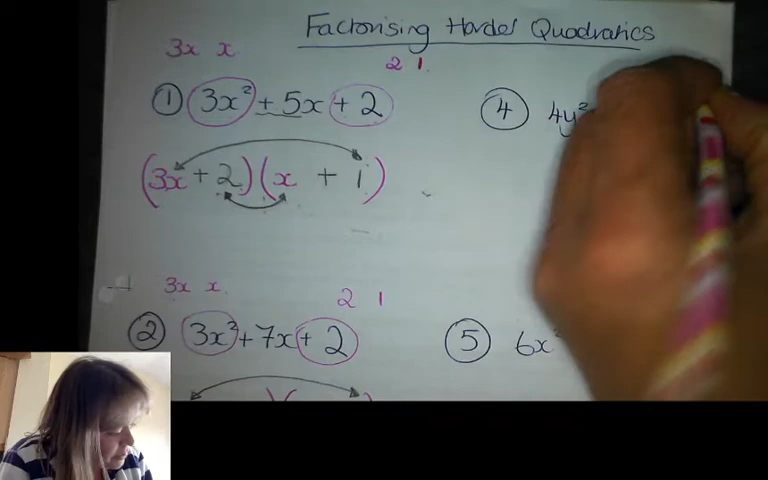 Factorising Harder Quadratics
3x x
2 1
① 3x² + 5x + 2
(3x + 2)(x + 1)
3x x
2 1
② 3x² + 7x + 2
④ 4y²
⑤ 6x